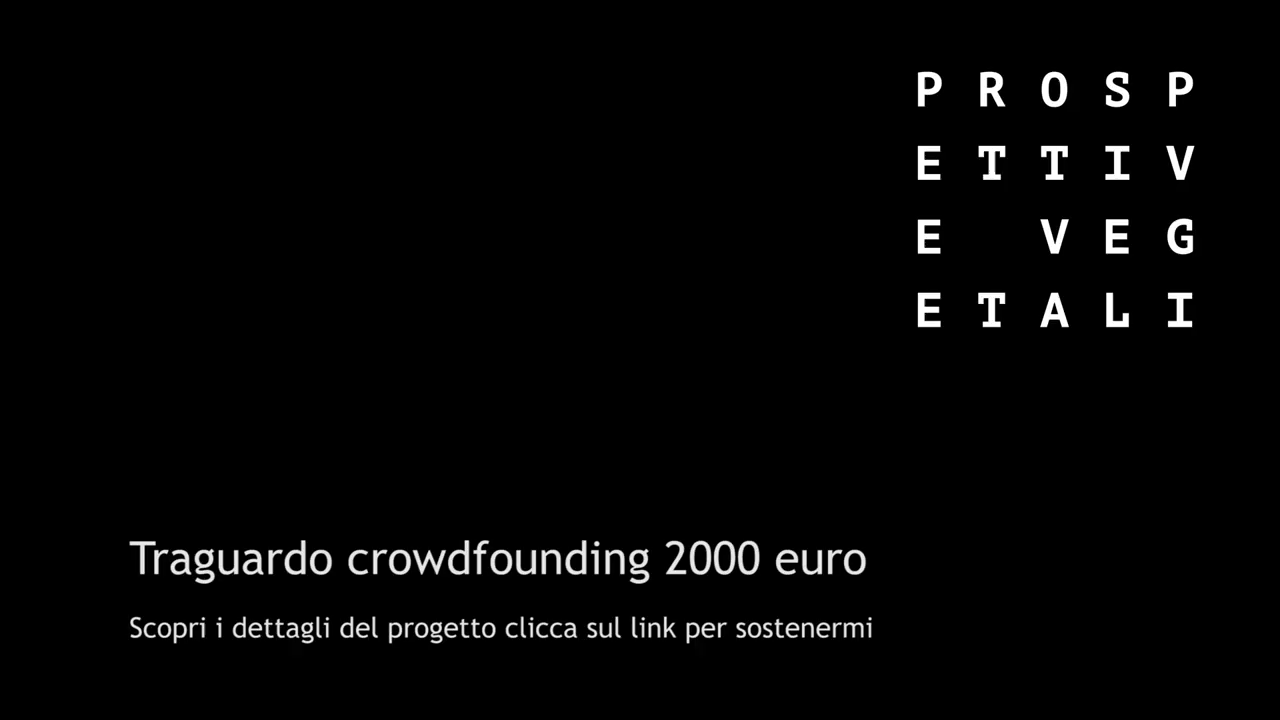 P R O S P
E T T I V
E   V E G
E T A L I
Traguardo crowdfounding 2000 euro
Scopri i dettagli del progetto clicca sul link per sostenermi